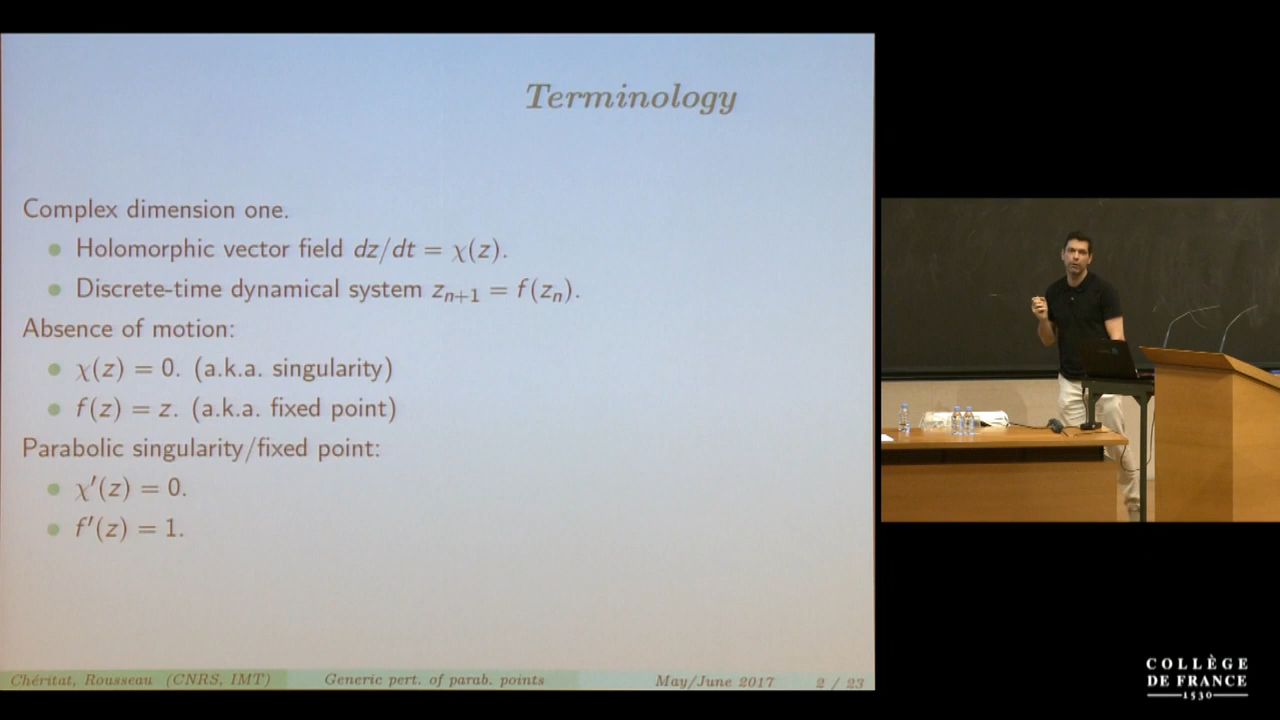 Terminology
Complex dimension one.
Holomorphic vector field dz/dt = χ(z).
Discrete-time dynamical system zₙ₊₁ = f(zₙ).
Absence of motion:
χ(z) = 0. (a.k.a. singularity)
f(z) = z. (a.k.a. fixed point)
Parabolic singularity/fixed point:
χ′(z) = 0.
f′(z) = 1.
Chéritat, Rousseau (CNRS, IMT) Generic pert. of parab. points May/June 2017 2 / 23
COLLÈGE
DE FRANCE
1530